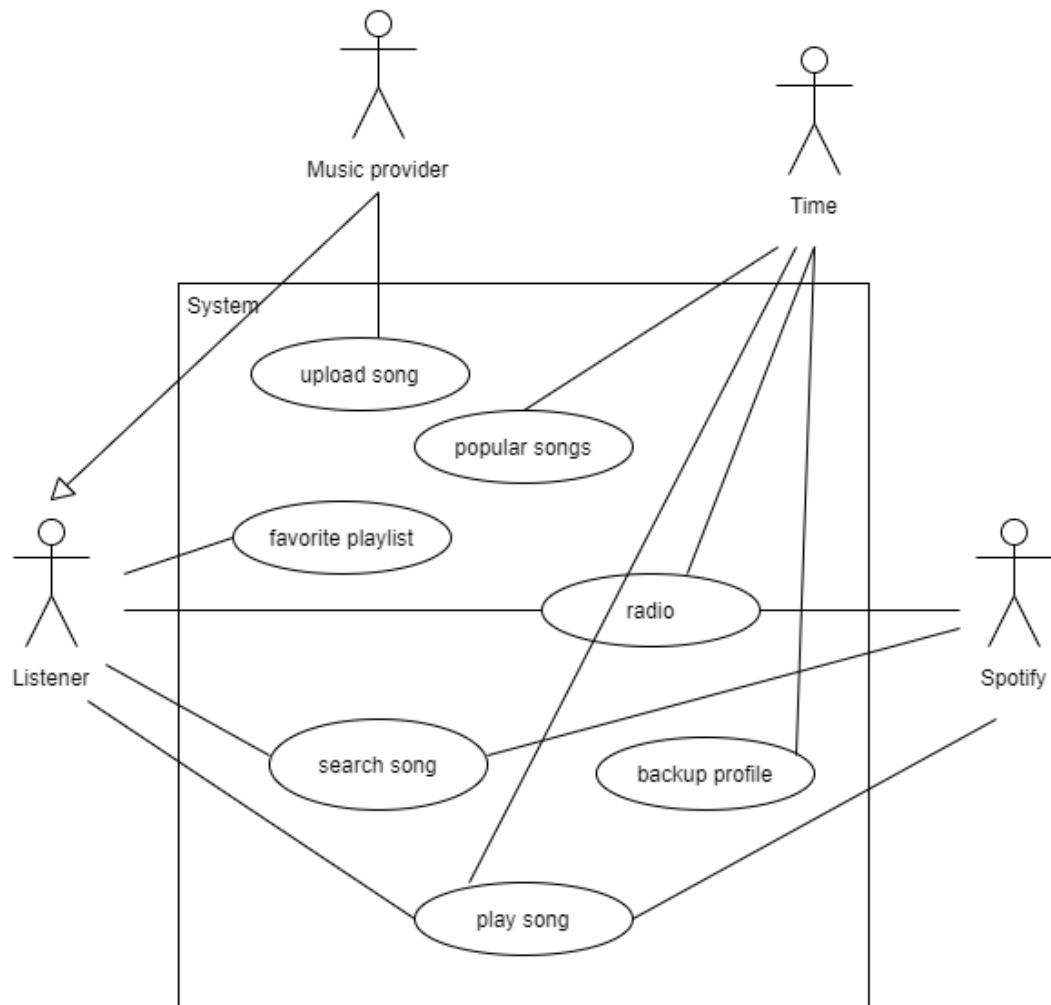 Music provider
Time
System
upload song
popular songs
favorite playlist
radio
Listener
Spotify
search song
backup profile
play song